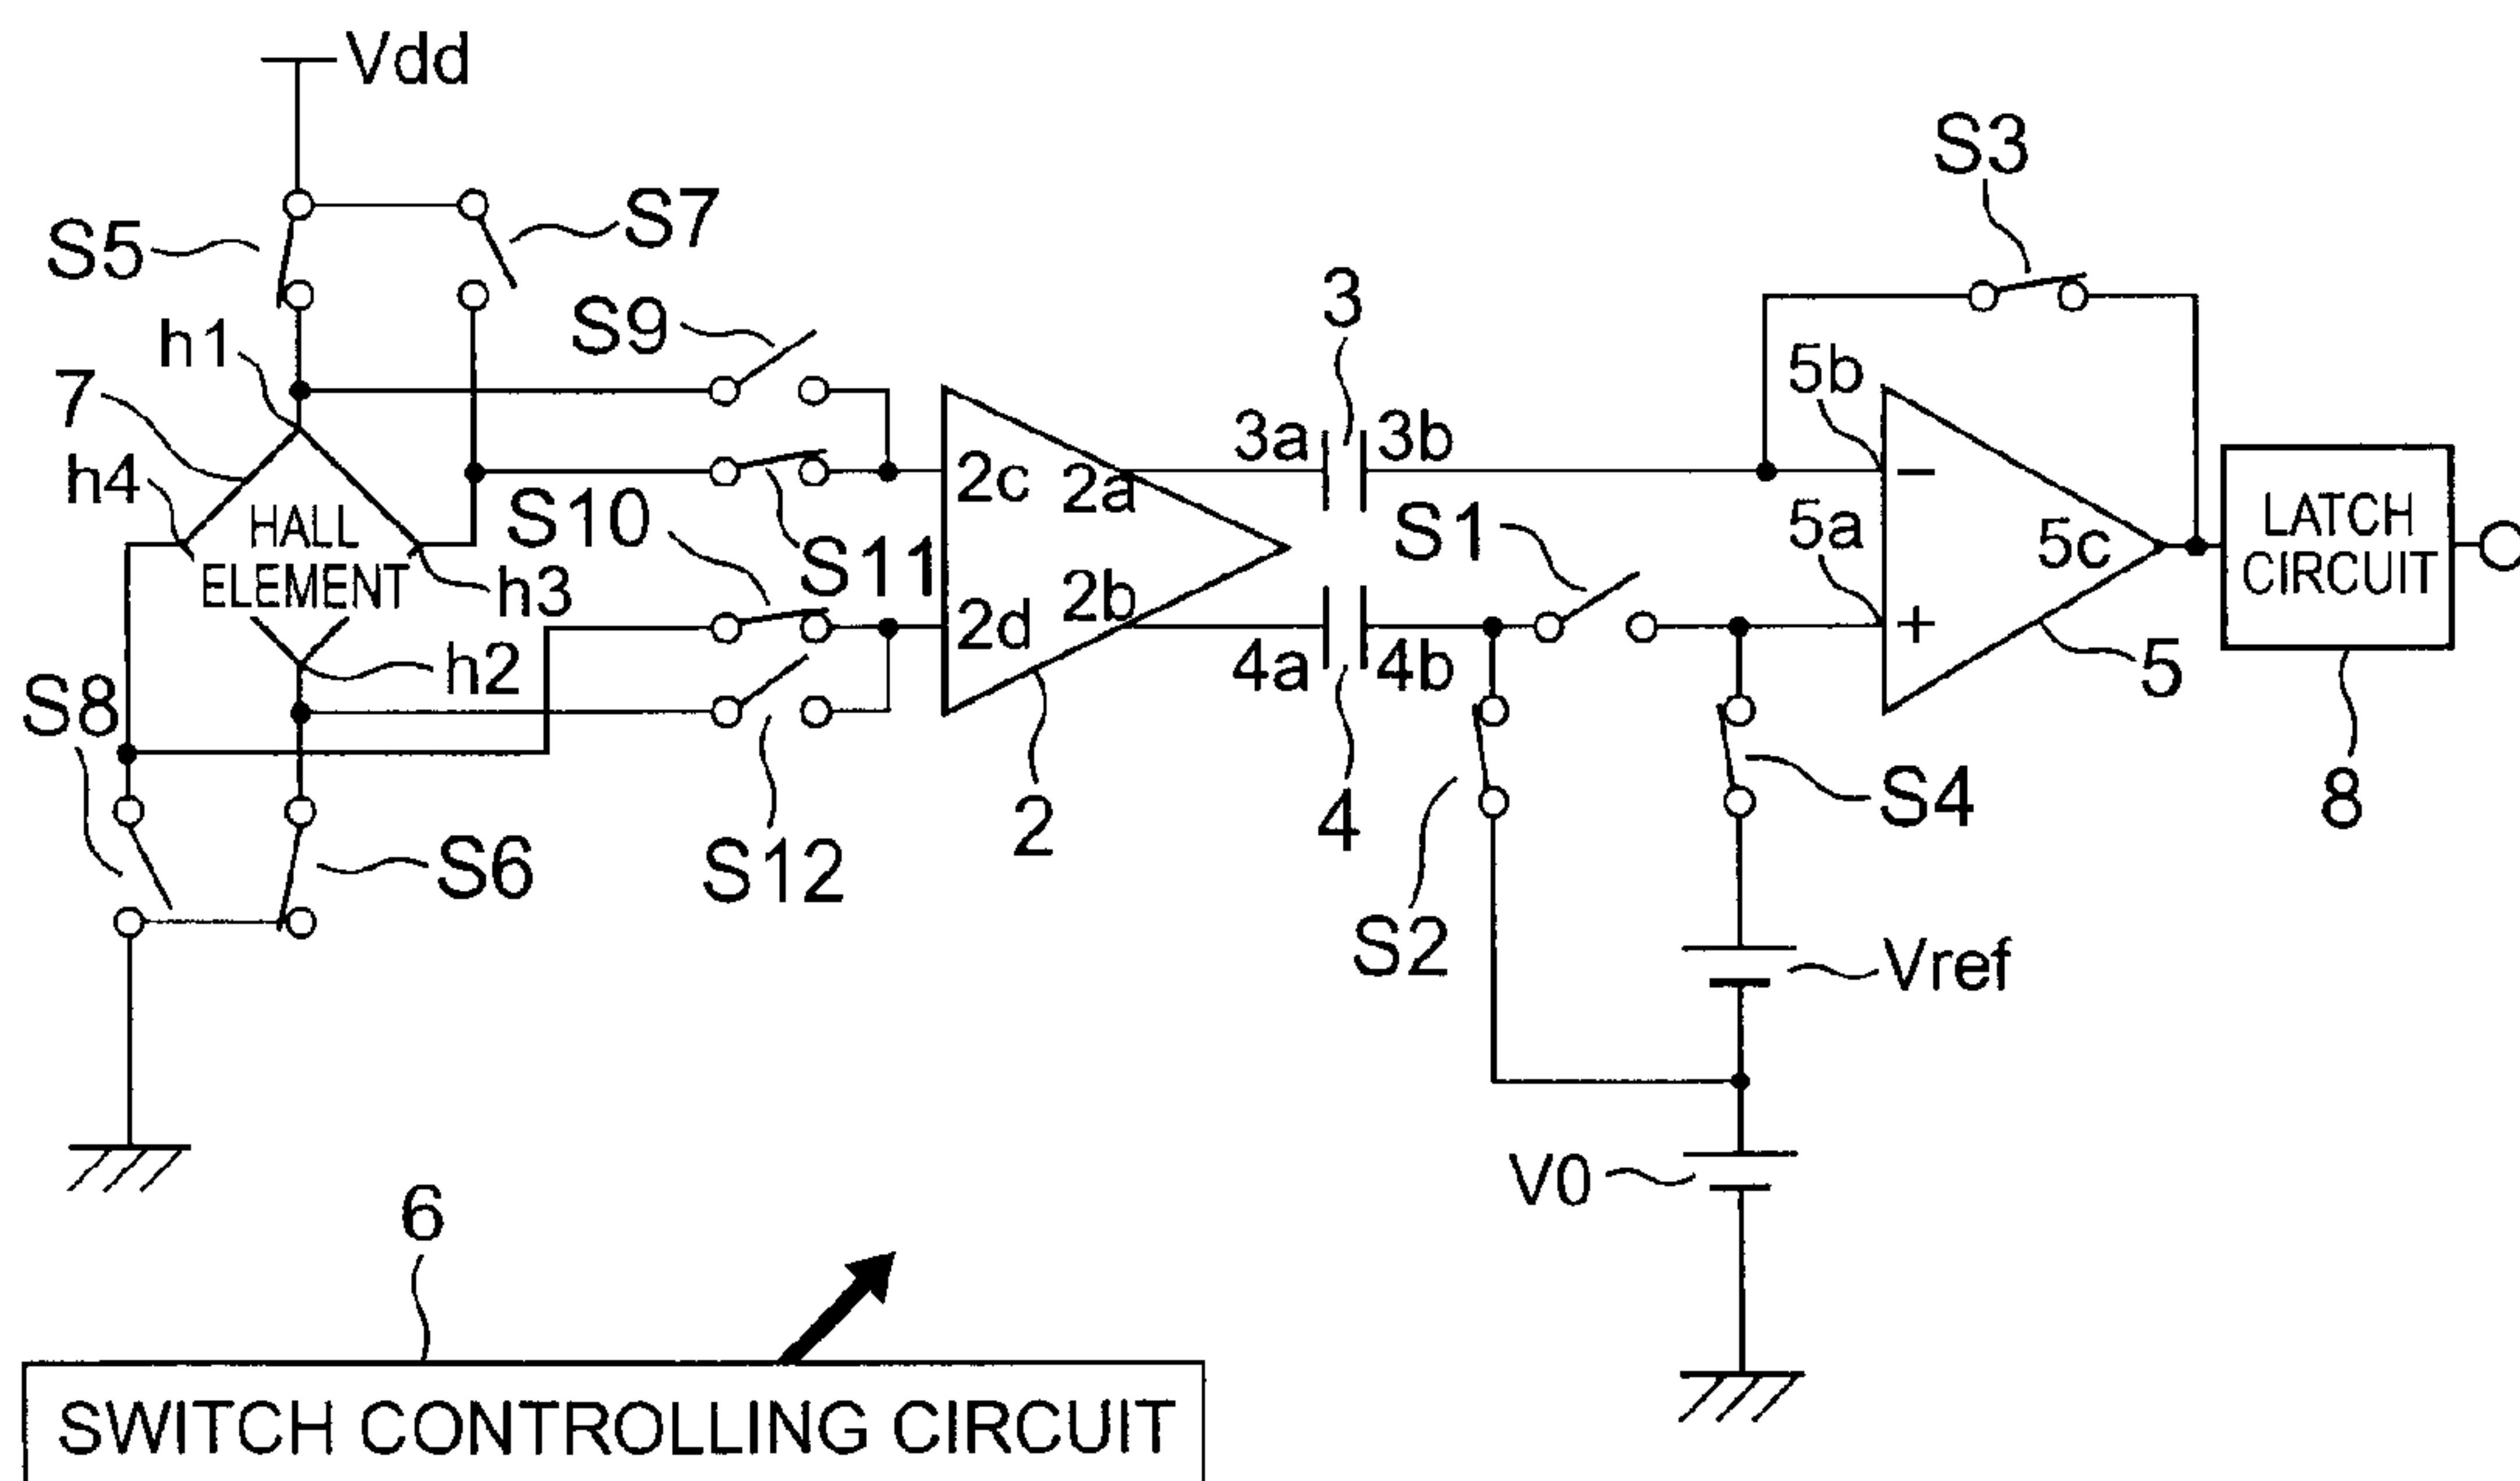 Vdd
S3
S5
S7
S9
3
h1
5b
7
3a
3b
h4
2c
2a
S10
S1
5a
HALL
ELEMENT
S11
5c
LATCH
CIRCUIT
h3
2d
2b
−
+
h2
4a
4b
5
S8
S4
8
S6
S12
2
4
S2
Vref
V0
6
SWITCH CONTROLLING CIRCUIT